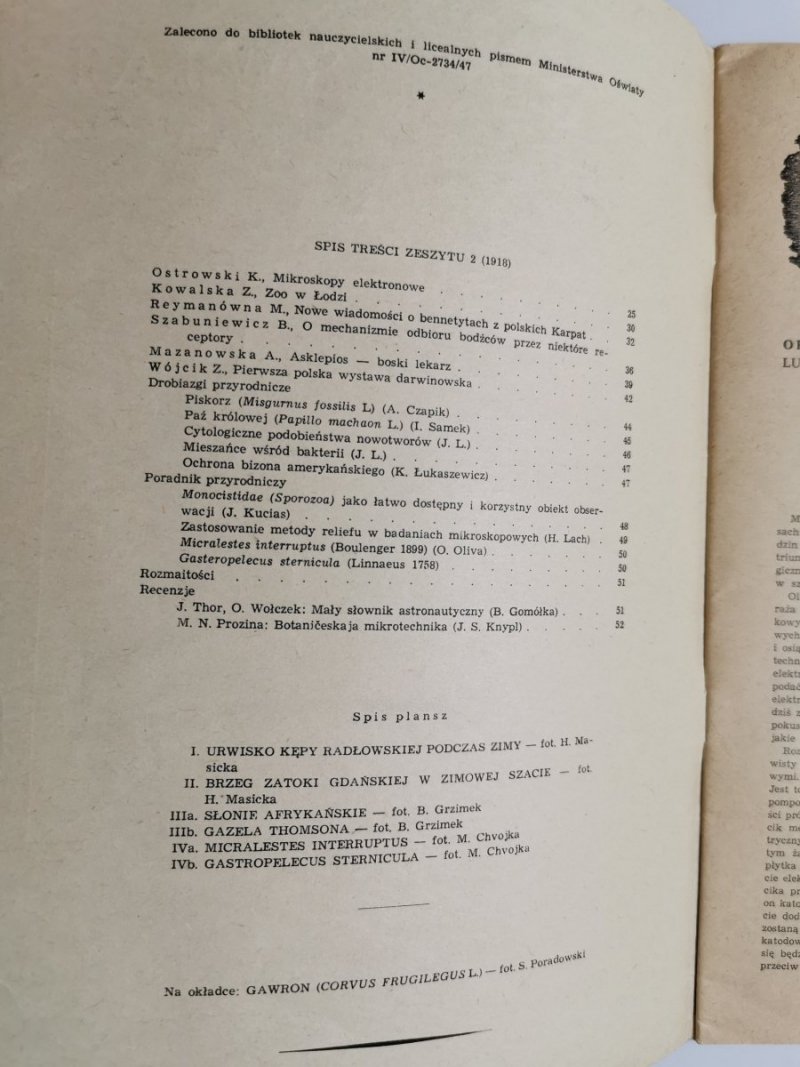 Zalecono do bibliotek nauczycielskich i licealnych pismem Ministerstwa Oświaty
nr IV/Oc-2734/47
*
SPIS TREŚCI ZESZYTU 2 (1918)
Ostrowski K., Mikroskopy elektronowe . . . . . . . 25
Kowalska Z., Zoo w Łodzi . . . . . . . . . 30
Reymanówna M., Nowe wiadomości o bennetytach z polskich Karpat . 32
Szabuniewicz B., O mechanizmie odbioru bodźców przez niektóre re-
ceptory . . . . . . . . . . . . 36
Mazanowska A., Asklepios — boski lekarz . . . . . . 39
Wójcik Z., Pierwsza polska wystawa darwinowska . . . . . 42
Drobiazgi przyrodnicze
Piskorz (Misgurnus fossilis L) (A. Czapik) . . . . . . 44
Paź królowej (Papillo machaon L.) (I. Samek) . . . . . 45
Cytologiczne podobieństwa nowotworów (J. L.) . . . . . 46
Mieszańce wśród bakterii (J. L.) . . . . . . . 47
Ochrona bizona amerykańskiego (K. Łukaszewicz) . . . . 47
Poradnik przyrodniczy
Monocistidae (Sporozoa) jako łatwo dostępny i korzystny obiekt obser-
wacji (J. Kucias) . . . . . . . . . . 48
Zastosowanie metody reliefu w badaniach mikroskopowych (H. Lach) . 49
Micralestes interruptus (Boulenger 1899) (O. Oliva) . . . . 50
Gasteropelecus sternicula (Linnaeus 1758) . . . . . . 50
Rozmaitości . . . . . . . . . . . . 51
Recenzje
J. Thor, O. Wołczek: Mały słownik astronautyczny (B. Gomółka) . . . 51
M. N. Prozina: Botaničeskaja mikrotechnika (J. S. Knypl) . . . . . 52
Spis plansz
I. URWISKO KĘPY RADŁOWSKIEJ PODCZAS ZIMY — fot. H. Ma-
sicka
II. BRZEG ZATOKI GDAŃSKIEJ W ZIMOWEJ SZACIE — fot.
H. Masicka
IIIa. SŁONIE AFRYKAŃSKIE — fot. B. Grzimek
IIIb. GAZELA THOMSONA — fot. B. Grzimek
IVa. MICRALESTES INTERRUPTUS — fot. M. Chvojka
IVb. GASTROPELECUS STERNICULA — fot. M. Chvojka
Na okładce: GAWRON (CORVUS FRUGILEGUS L.) — fot. S. Poradowski